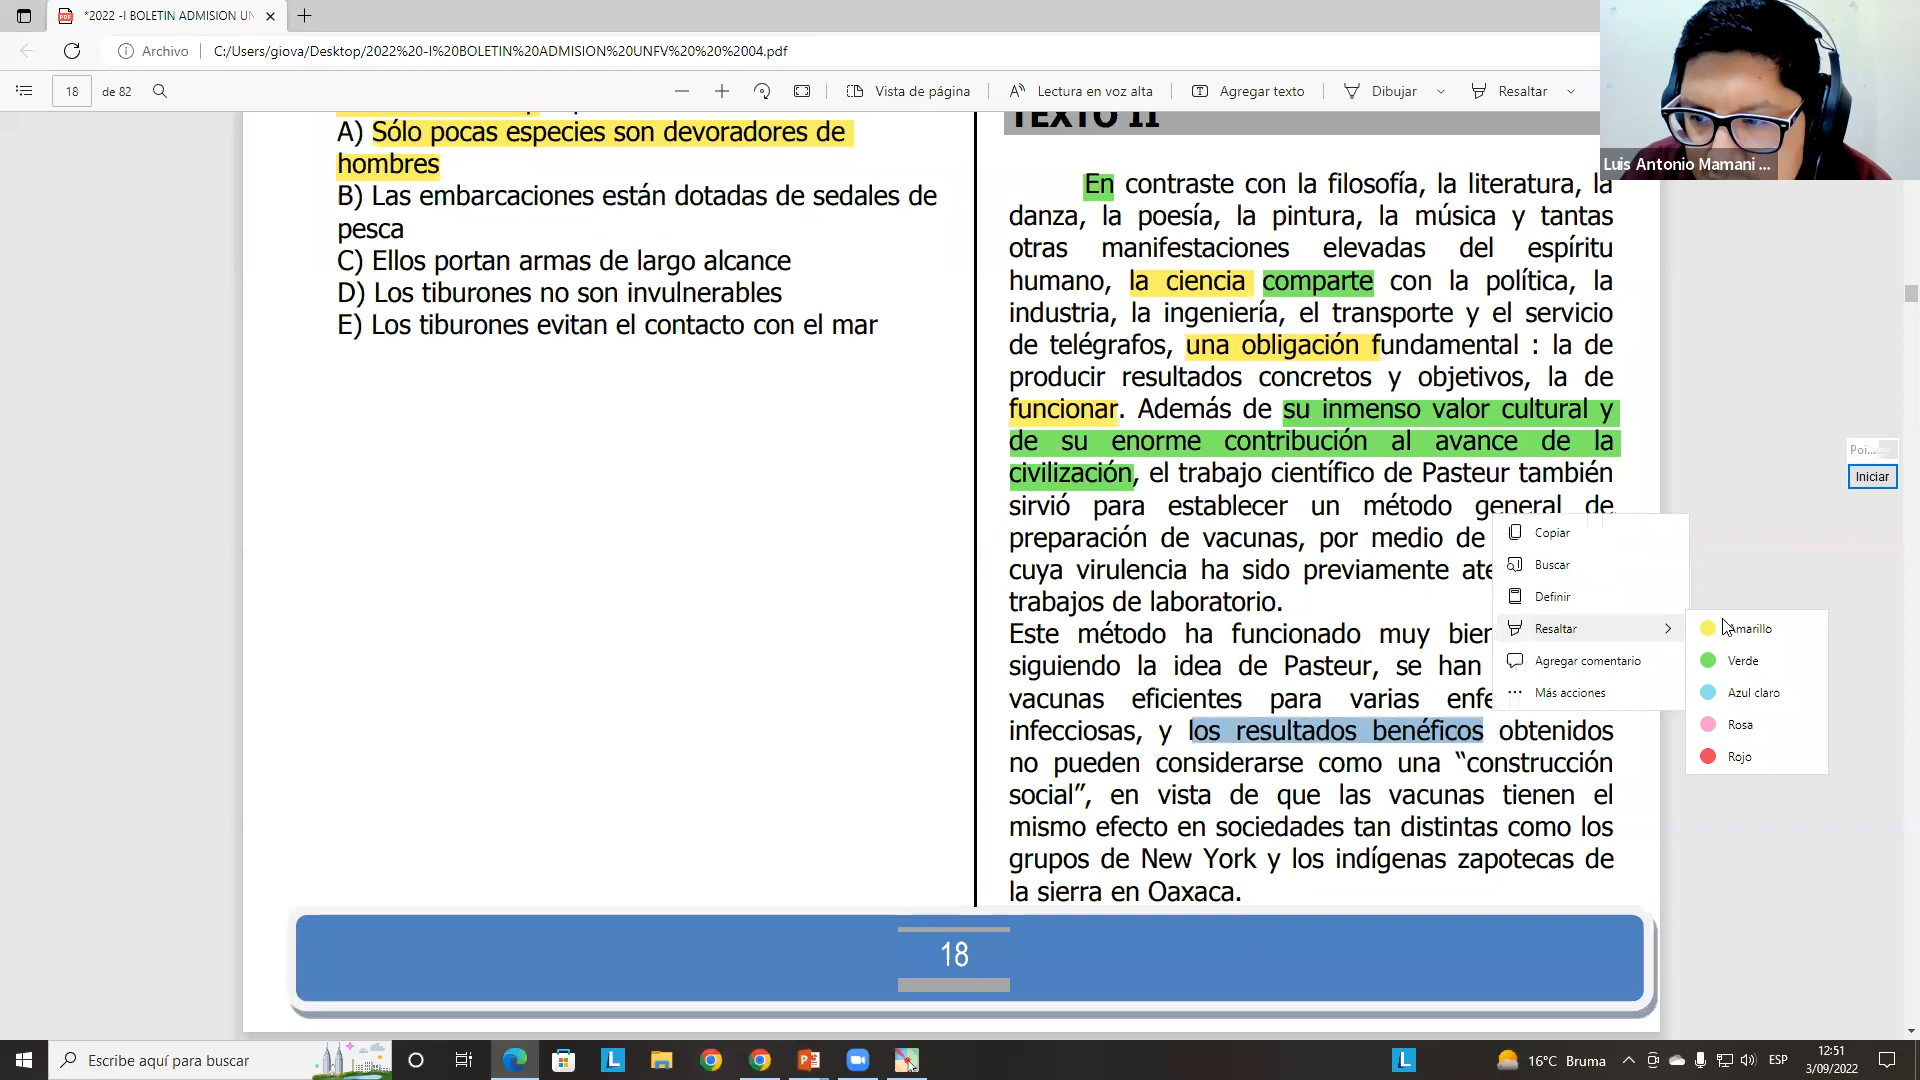 *2022 -I BOLETIN ADMISION UN
Archivo
C:/Users/giova/Desktop/2022%20-I%20BOLETIN%20ADMISION%20UNFV%20%20%2004.pdf
18 de 82
Vista de página
Lectura en voz alta
Agregar texto
Dibujar
Resaltar
Luis Antonio Mamani ...
A) Sólo pocas especies son devoradores de
hombres
B) Las embarcaciones están dotadas de sedales de
pesca
C) Ellos portan armas de largo alcance
D) Los tiburones no son invulnerables
E) Los tiburones evitan el contacto con el mar
TEXTO II
En contraste con la filosofía, la literatura, la
danza, la poesía, la pintura, la música y tantas
otras manifestaciones elevadas del espíritu
humano, la ciencia comparte con la política, la
industria, la ingeniería, el transporte y el servicio
de telégrafos, una obligación fundamental : la de
producir resultados concretos y objetivos, la de
funcionar. Además de su inmenso valor cultural y
de su enorme contribución al avance de la
civilización, el trabajo científico de Pasteur también
sirvió para establecer un método general de
preparación de vacunas, por medio de
cuya virulencia ha sido previamente ate
trabajos de laboratorio.
Este método ha funcionado muy bien
siguiendo la idea de Pasteur, se han
vacunas eficientes para varias enfe
infecciosas, y los resultados benéficos obtenidos
no pueden considerarse como una “construcción
social”, en vista de que las vacunas tienen el
mismo efecto en sociedades tan distintas como los
grupos de New York y los indígenas zapotecas de
la sierra en Oaxaca.
Copiar
Buscar
Definir
Resaltar
Agregar comentario
Más acciones
Amarillo
Verde
Azul claro
Rosa
Rojo
Poi...
Iniciar
18
Escribe aquí para buscar
16°C Bruma
ESP
12:51
3/09/2022